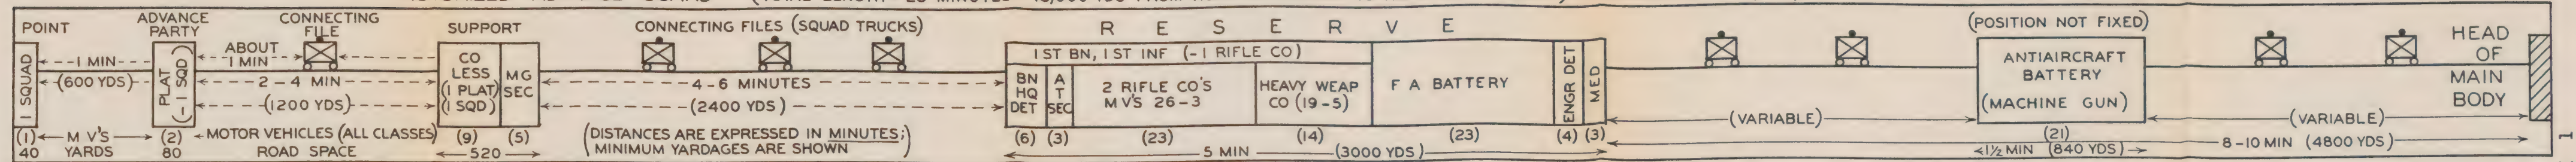 POINT
ADVANCE
PARTY
CONNECTING
FILE
SUPPORT
CONNECTING FILES (SQUAD TRUCKS)
R E S E R V E
(POSITION NOT FIXED)
1 SQUAD
1 MIN
(600 YDS)
PLAT
(-1 SQD)
ABOUT
1 MIN
2-4 MIN
(1200 YDS)
CO
LESS
(1 PLAT)
(1 SQD)
MG
SEC
4-6 MINUTES
(2400 YDS)
1ST BN, 1ST INF (-1 RIFLE CO)
BN
HQ
DET
A
T
SEC
2 RIFLE CO'S
MV'S 26-3
HEAVY WEAP
CO (19-5)
F A BATTERY
ENGR DET
MED
ANTIAIRCRAFT
BATTERY
(MACHINE GUN)
HEAD
OF
MAIN
BODY
(VARIABLE)
(VARIABLE)
(1) M V'S (2) MOTOR VEHICLES (ALL CLASSES) (9) (5)
40 YARDS 80 ROAD SPACE 520
(DISTANCES ARE EXPRESSED IN MINUTES;
MINIMUM YARDAGES ARE SHOWN)
(6) (3) (23) (14) (23) (4) (3)
5 MIN (3000 YDS)
(21)
1½ MIN (840 YDS)
8-10 MIN (4800 YDS)
1